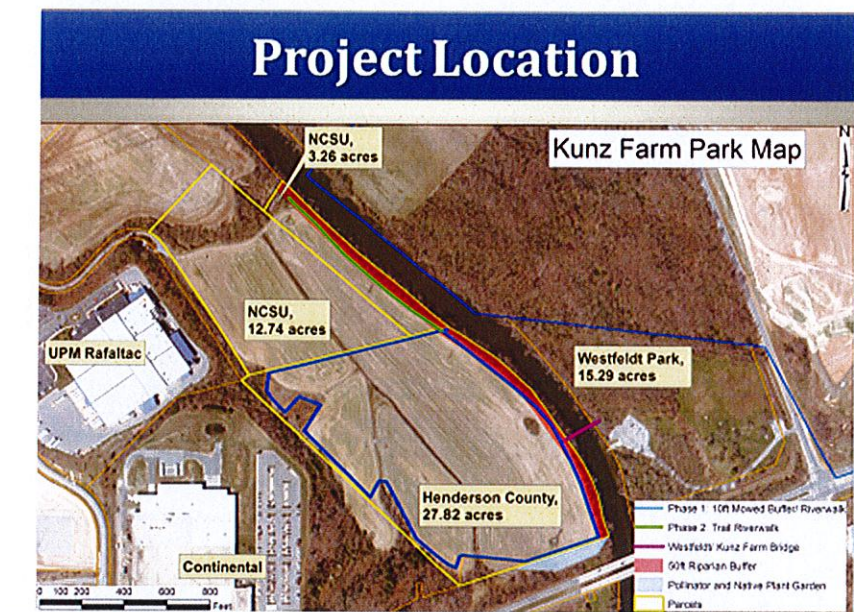 Project Location
Kunz Farm Park Map
N
NCSU,
3.26 acres
NCSU,
12.74 acres
UPM Rafaltac
Westfeldt Park,
15.29 acres
Henderson County,
27.82 acres
Continental
Phase 1: 10ft Mowed Buffer/ Riverwalk
Phase 2: Trail Riverwalk
Westfeldt/ Kunz Farm Bridge
50ft Riparian Buffer
Pollinator and Native Plant Garden
Parcels
0 100 200 400 600 800
Feet